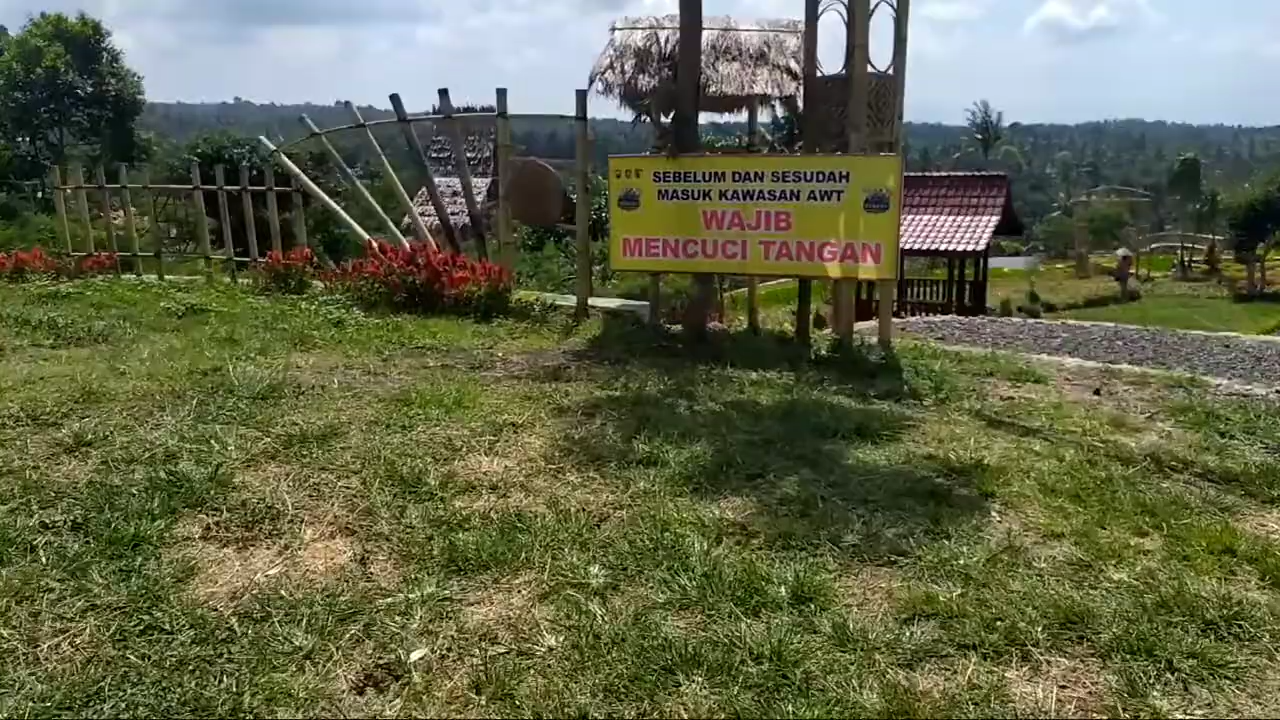 SEBELUM DAN SESUDAH
MASUK KAWASAN AWT
WAJIB
MENCUCI TANGAN